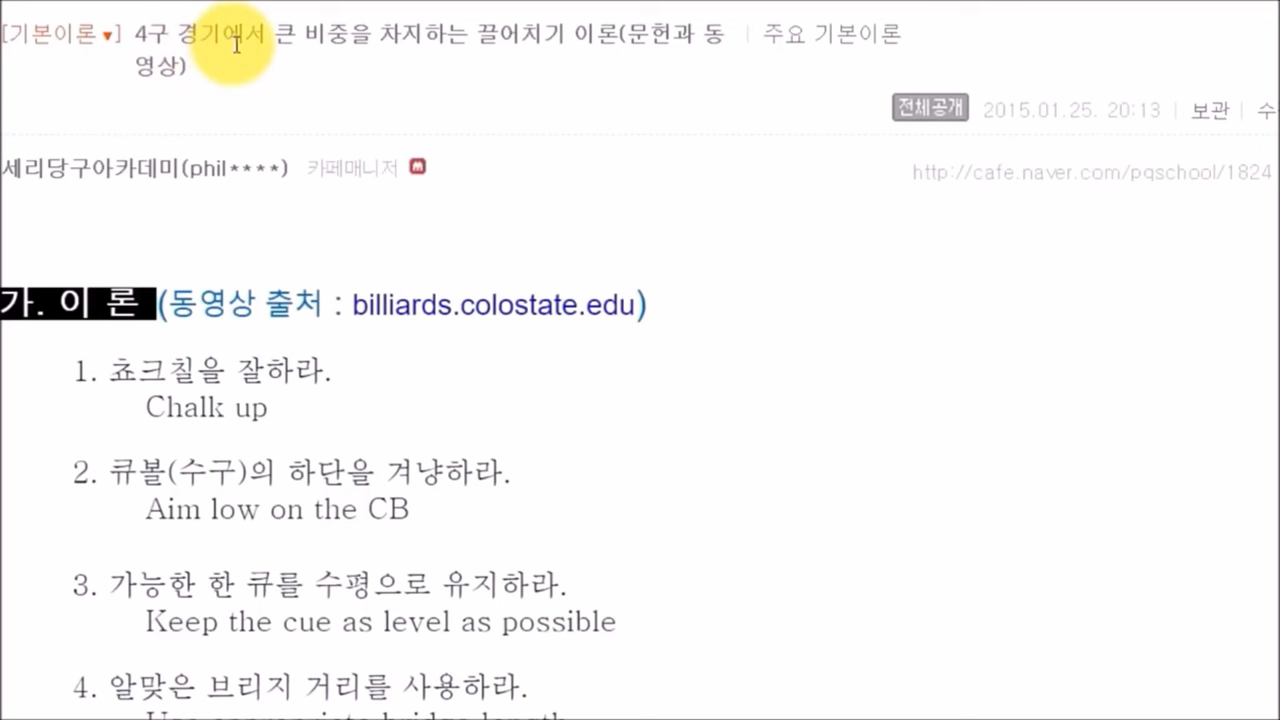 [기본이론▼] 4구 경기에서 큰 비중을 차지하는 끌어치기 이론(문헌과 동 | 주요 기본이론
영상)
전체공개 2015.01.25. 20:13 | 보관 | 수
세리당구아카데미(phil****) 카페매니저 http://cafe.naver.com/pqschool/1824
가. 이 론 (동영상 출처 : billiards.colostate.edu)
1. 쵸크칠을 잘하라.
Chalk up
2. 큐볼(수구)의 하단을 겨냥하라.
Aim low on the CB
3. 가능한 한 큐를 수평으로 유지하라.
Keep the cue as level as possible
4. 알맞은 브리지 거리를 사용하라.
Use appropriate bridge length